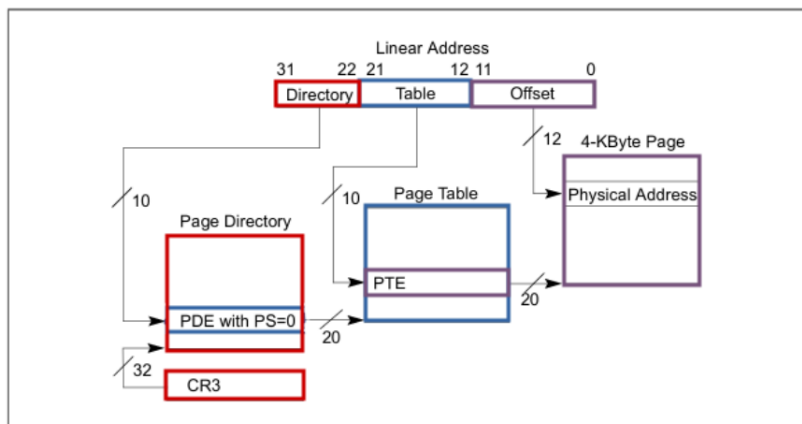 Linear Address
31 22 21 12 11 0
Directory Table Offset
12 4-KByte Page
10 10 Page Table Physical Address
Page Directory
PTE
20
PDE with PS=0
20
32
CR3